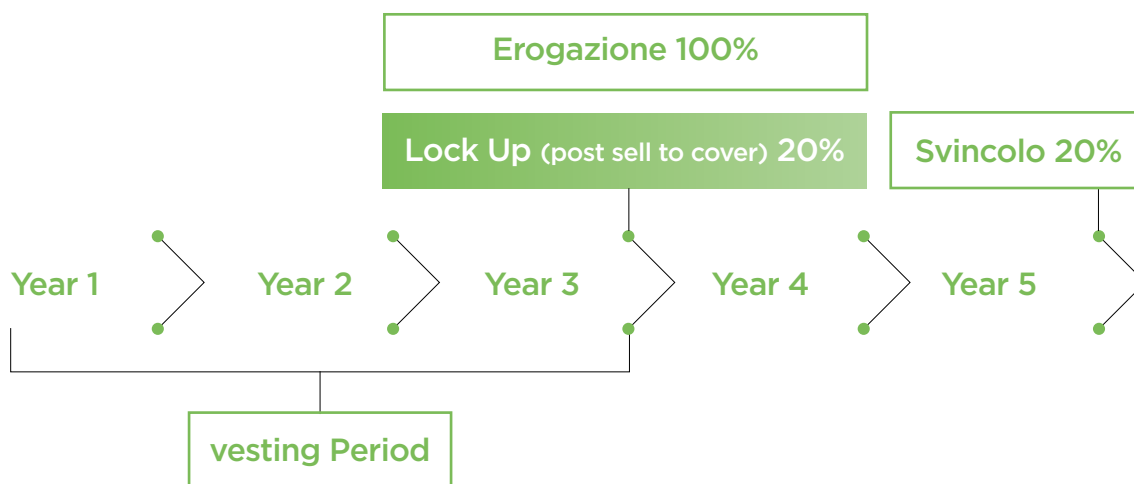 Erogazione 100%
Lock Up (post sell to cover) 20%
Svincolo 20%
Year 1
Year 2
Year 3
Year 4
Year 5
vesting Period